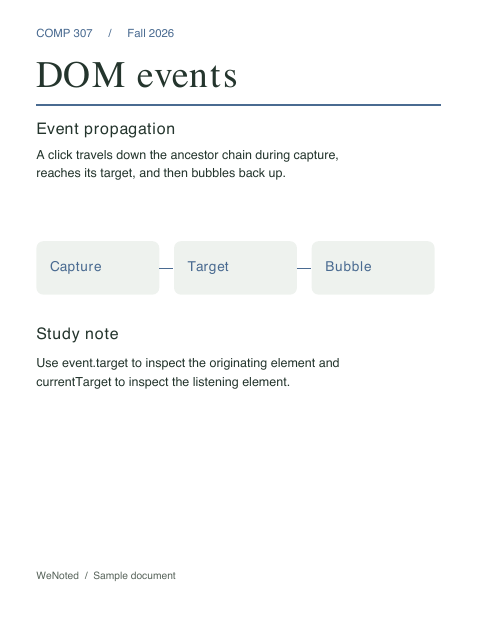 COMP 307 / Fall 2026
DOM events
Event propagation
A click travels down the ancestor chain during capture,
reaches its target, and then bubbles back up.
Capture
Target
Bubble
Study note
Use event.target to inspect the originating element and
currentTarget to inspect the listening element.
WeNoted / Sample document